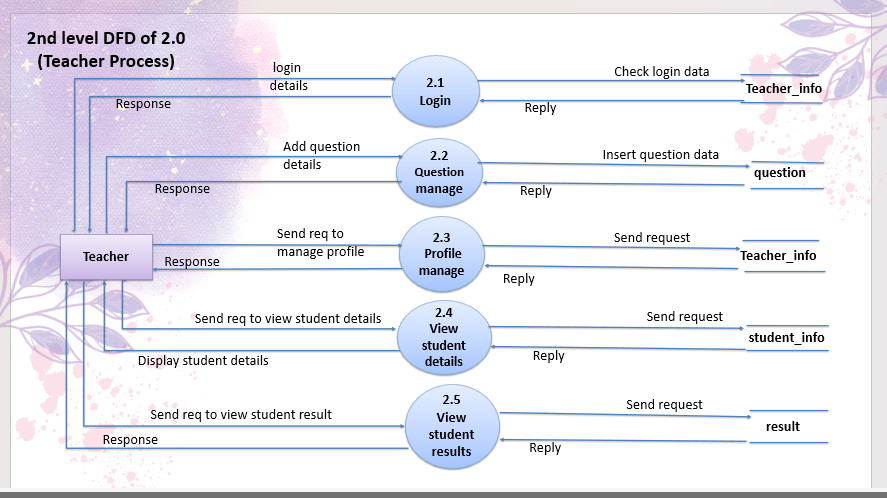 2nd level DFD of 2.0
(Teacher Process)
login
details
Response
2.1
Login
Check login data
Reply
Teacher_info
Add question
details
Response
2.2
Question
manage
Insert question data
Reply
question
Teacher
Send req to
manage profile
Response
2.3
Profile
manage
Send request
Reply
Teacher_info
Send req to view student details
Display student details
2.4
View
student
details
Send request
Reply
student_info
Send req to view student result
Response
2.5
View
student
results
Send request
Reply
result